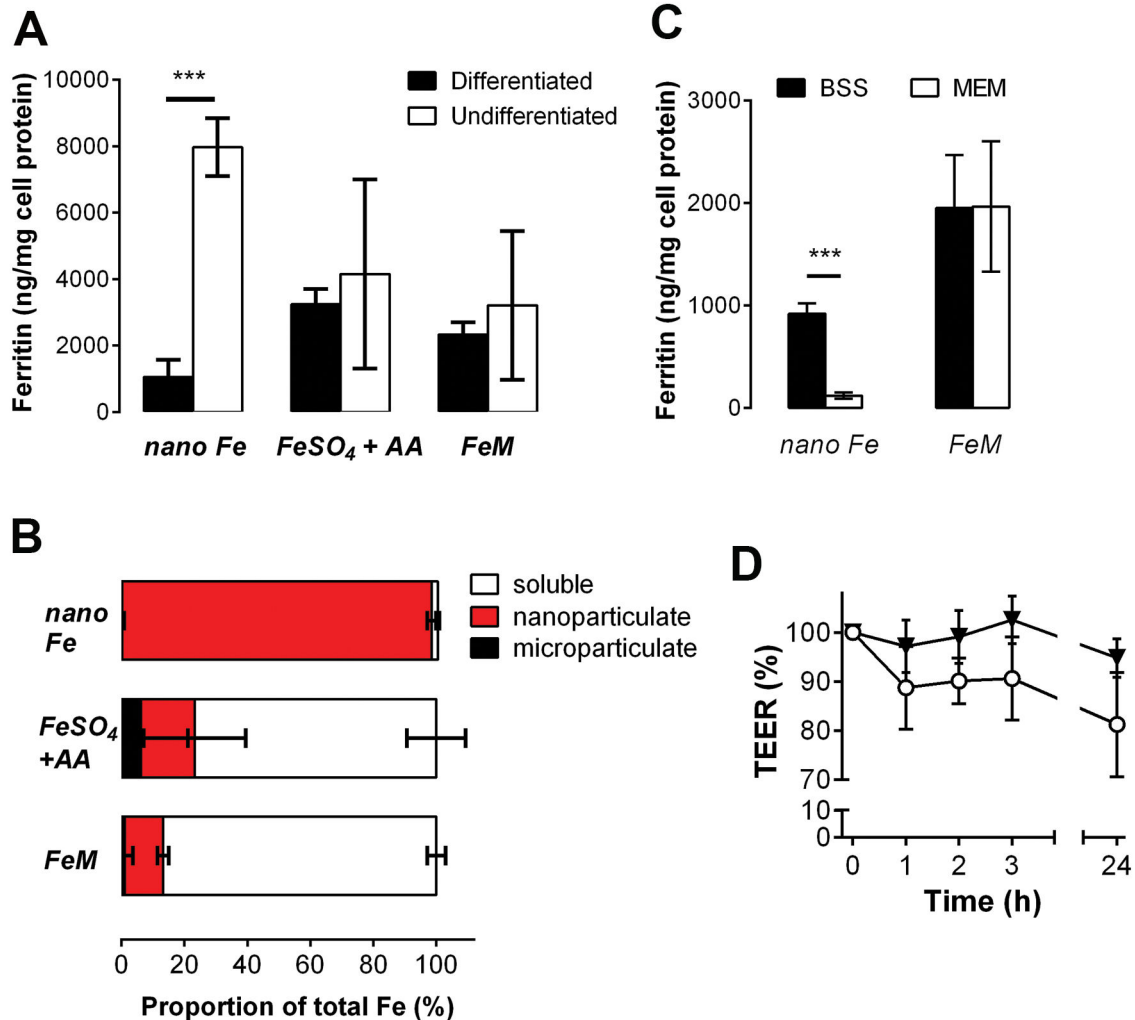 A
Ferritin (ng/mg cell protein)
10000
8000
6000
4000
2000
0
***
Differentiated
Undifferentiated
nano Fe
FeSO4 + AA
FeM
C
Ferritin (ng/mg cell protein)
BSS
MEM
3000
2000
1000
0
***
nano Fe
FeM
B
nano
Fe
FeSO4
+AA
FeM
soluble
nanoparticulate
microparticulate
0 20 40 60 80 100
Proportion of total Fe (%)
D
TEER (%)
100
90
80
70
10
0
0 1 2 3 24
Time (h)